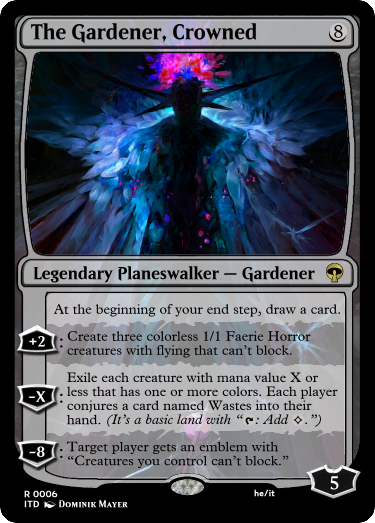 The Gardener, Crowned 8
Legendary Planeswalker — Gardener
At the beginning of your end step, draw a card.
+2: Create three colorless 1/1 Faerie Horror
creatures with flying that can't block.
Exile each creature with mana value X or
less that has one or more colors. Each player
-X: conjures a card named Wastes into their
hand. (It's a basic land with “: Add .”)
-8: Target player gets an emblem with
“Creatures you control can't block.”
5
R 0006 he/it
ITD Dominik Mayer